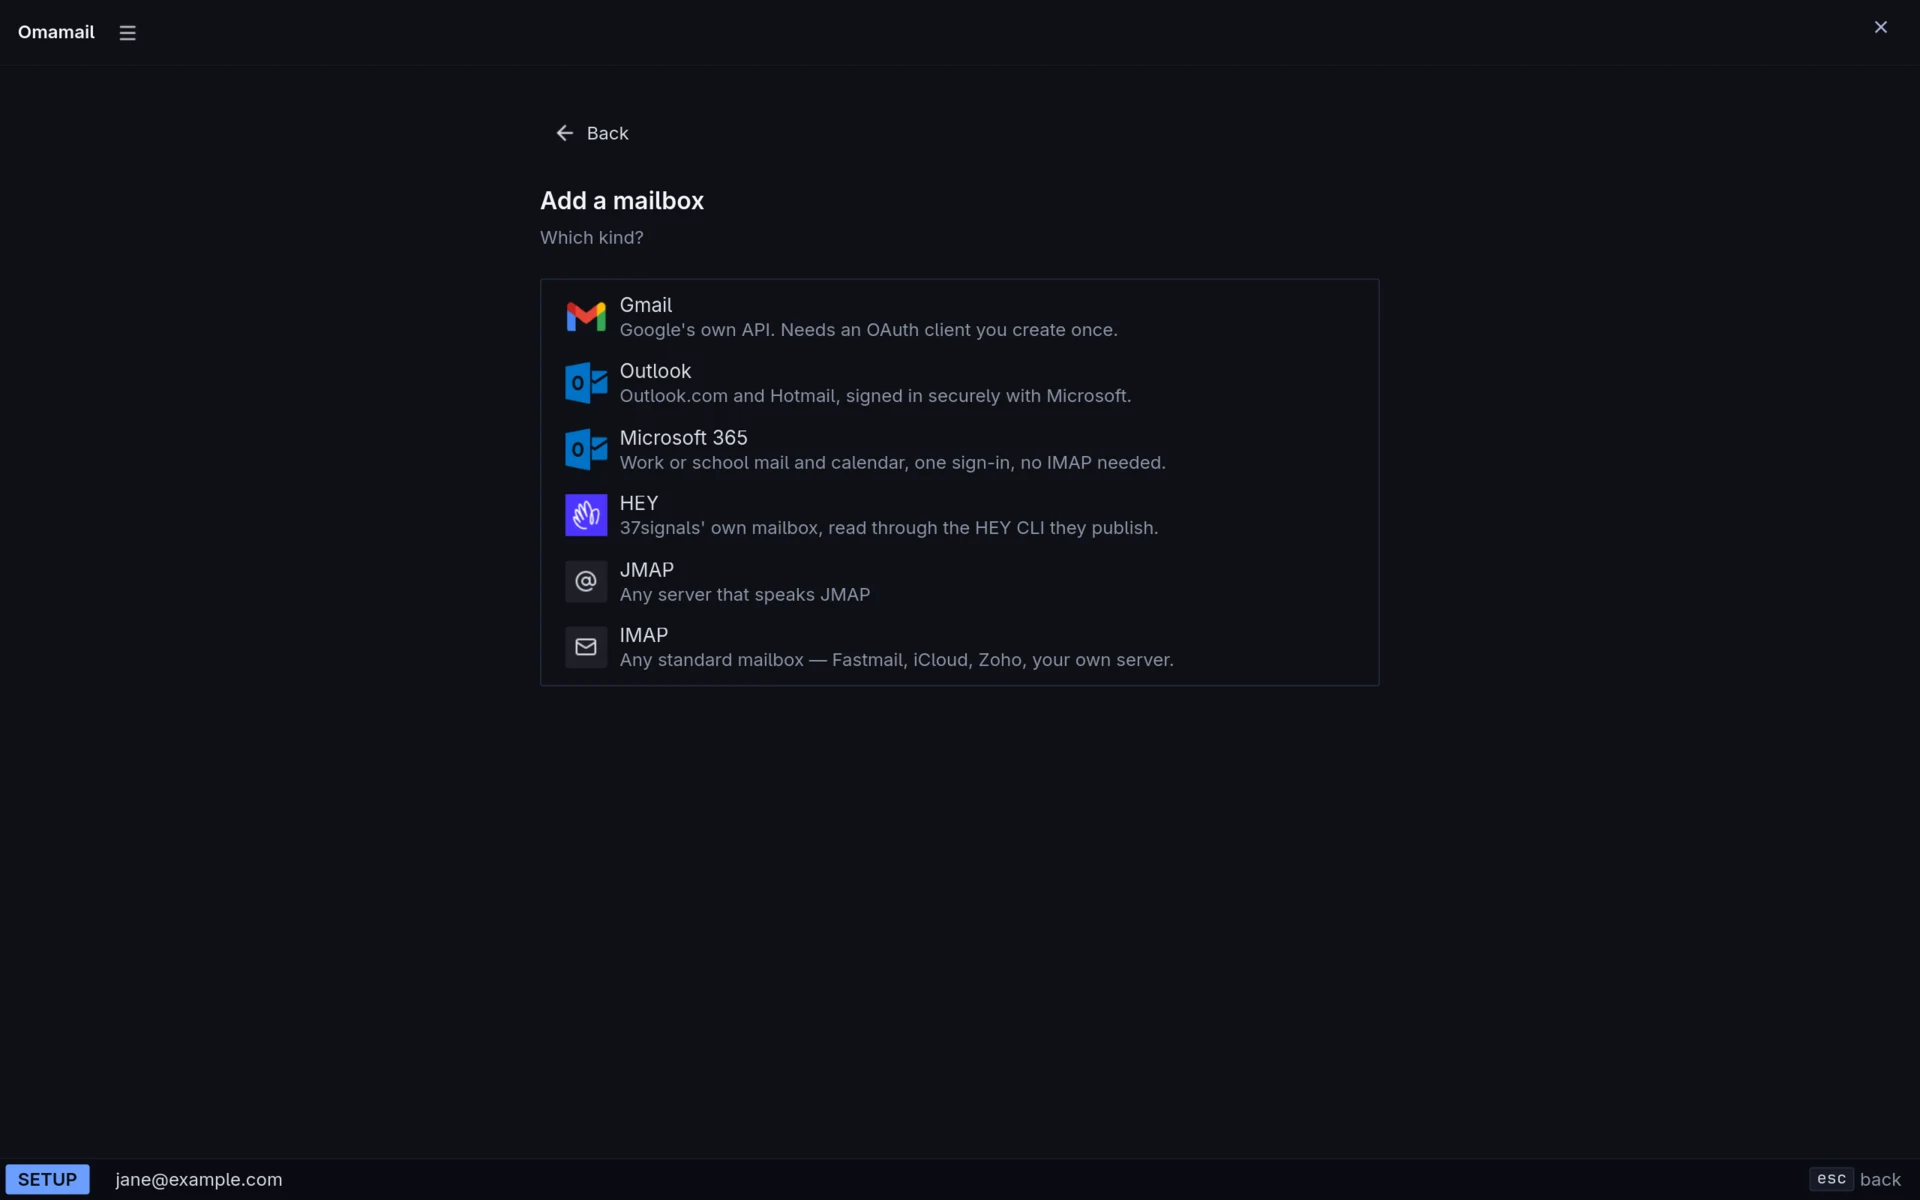 Omamail
Back
Add a mailbox
Which kind?
Gmail
Google's own API. Needs an OAuth client you create once.
Outlook
Outlook.com and Hotmail, signed in securely with Microsoft.
Microsoft 365
Work or school mail and calendar, one sign-in, no IMAP needed.
HEY
37signals' own mailbox, read through the HEY CLI they publish.
JMAP
Any server that speaks JMAP
IMAP
Any standard mailbox — Fastmail, iCloud, Zoho, your own server.
SETUP jane@example.com esc back